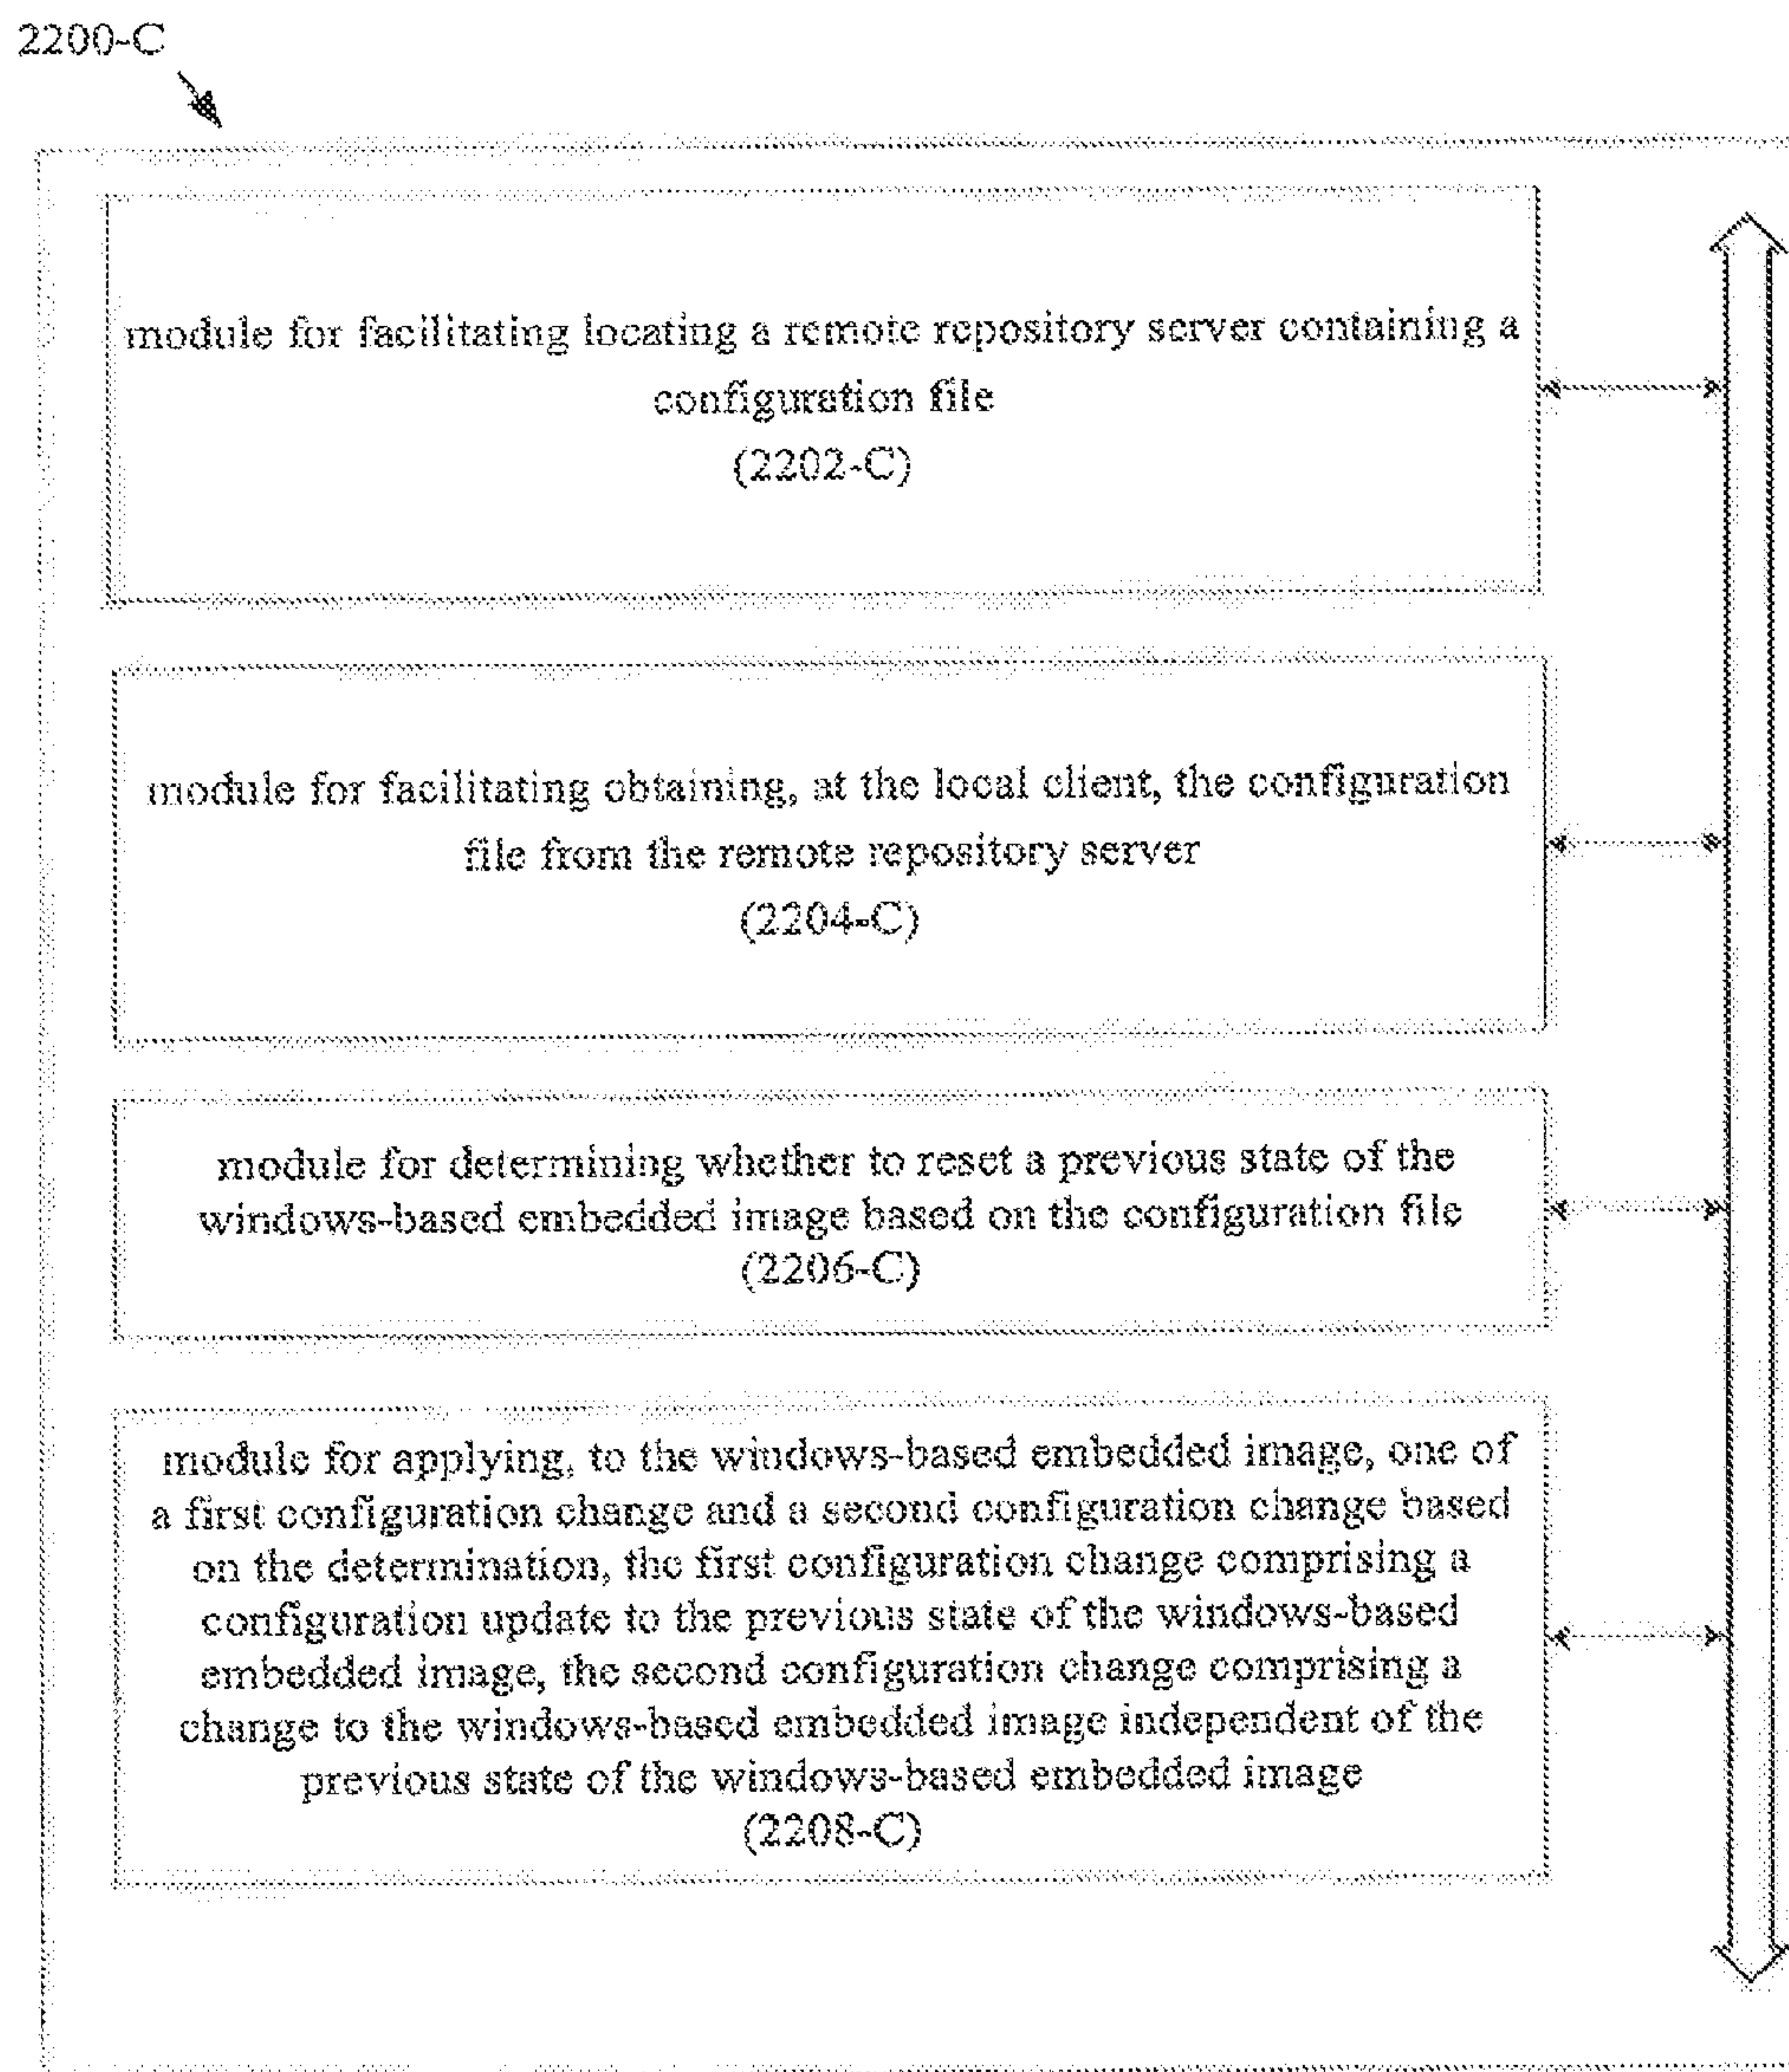 2200-C
module for facilitating locating a remote repository server containing a
configuration file
(2202-C)
module for facilitating obtaining, at the local client, the configuration
file from the remote repository server
(2204-C)
module for determining whether to reset a previous state of the
windows-based embedded image based on the configuration file
(2206-C)
module for applying, to the windows-based embedded image, one of
a first configuration change and a second configuration change based
on the determination, the first configuration change comprising a
configuration update to the previous state of the windows-based
embedded image, the second configuration change comprising a
change to the windows-based embedded image independent of the
previous state of the windows-based embedded image
(2208-C)